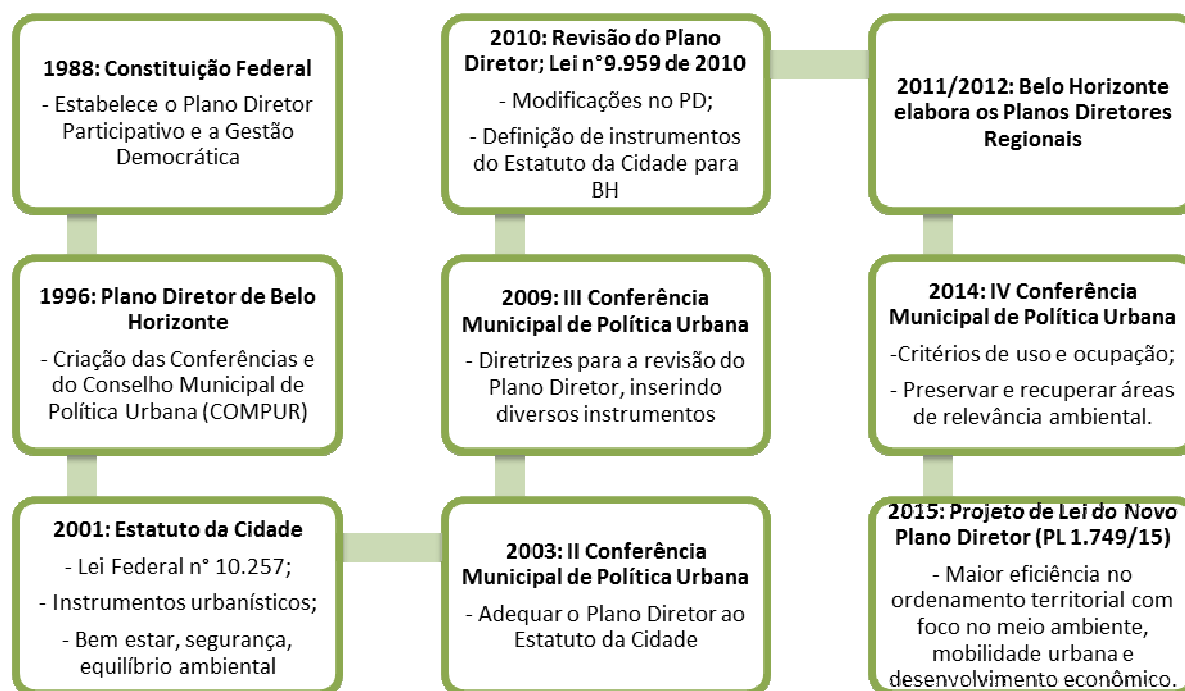 1988: Constituição Federal
- Estabelece o Plano Diretor
Participativo e a Gestão
Democrática
1996: Plano Diretor de Belo
Horizonte
- Criação das Conferências e
do Conselho Municipal de
Política Urbana (COMPUR)
2001: Estatuto da Cidade
- Lei Federal n° 10.257;
- Instrumentos urbanísticos;
- Bem estar, segurança,
equilíbrio ambiental
2003: II Conferência
Municipal de Política Urbana
- Adequar o Plano Diretor ao
Estatuto da Cidade
2009: III Conferência
Municipal de Política Urbana
- Diretrizes para a revisão do
Plano Diretor, inserindo
diversos instrumentos
2010: Revisão do Plano
Diretor; Lei n°9.959 de 2010
- Modificações no PD;
- Definição de instrumentos
do Estatuto da Cidade para
BH
2011/2012: Belo Horizonte
elabora os Planos Diretores
Regionais
2014: IV Conferência
Municipal de Política Urbana
-Critérios de uso e ocupação;
- Preservar e recuperar áreas
de relevância ambiental.
2015: Projeto de Lei do Novo
Plano Diretor (PL 1.749/15)
- Maior eficiência no
ordenamento territorial com
foco no meio ambiente,
mobilidade urbana e
desenvolvimento econômico.